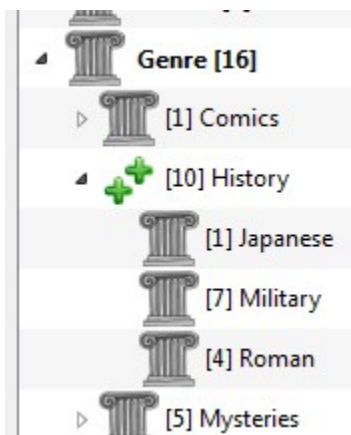 Genre [16]
[1] Comics
[10] History
[1] Japanese
[7] Military
[4] Roman
[5] Mysteries